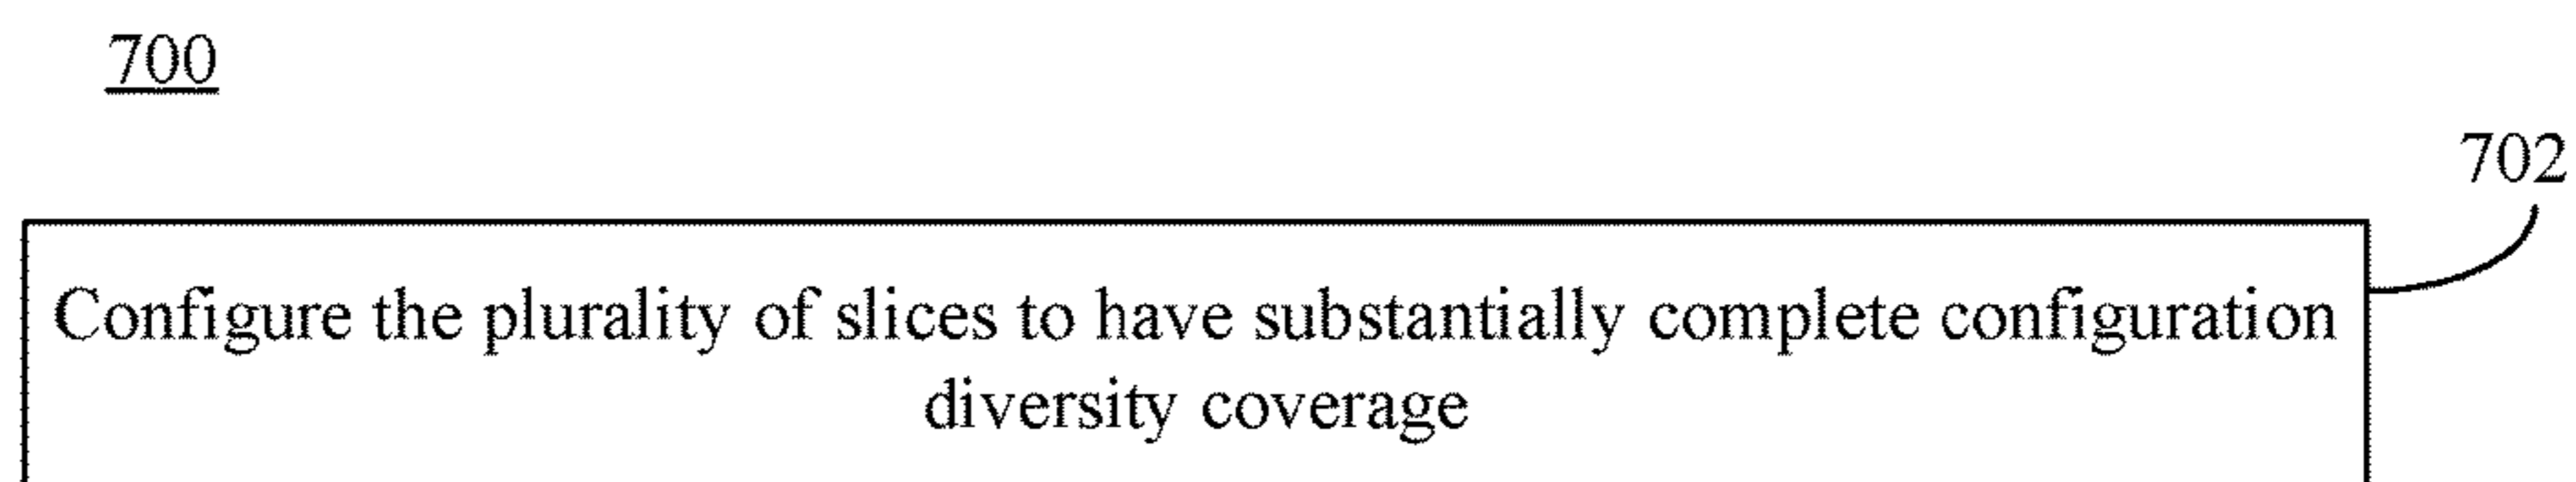 700
702
Configure the plurality of slices to have substantially complete configuration
diversity coverage